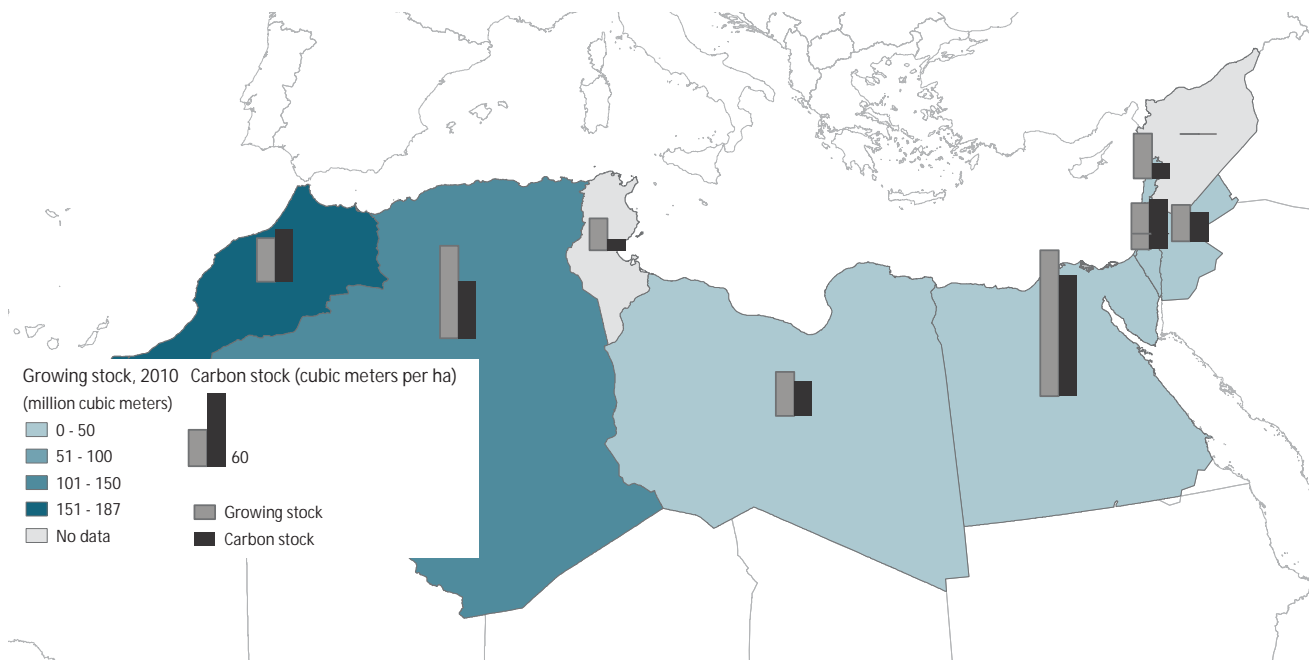 Growing stock, 2010 Carbon stock (cubic meters per ha)
(million cubic meters)
0 - 50
51 - 100
60
101 - 150
151 - 187
Growing stock
No data
Carbon stock